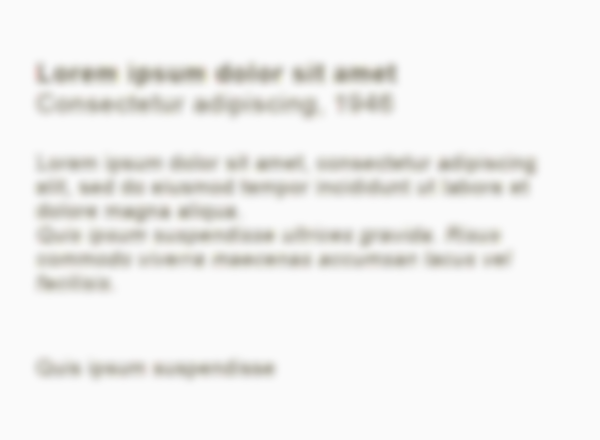 Lorem ipsum dolor sit amet
Consectetur adipiscing, 1946
Lorem ipsum dolor sit amet, consectetur adipiscing
elit, sed do eiusmod tempor incididunt ut labore et
dolore magna aliqua.
Quis ipsum suspendisse ultrices gravida. Risus
commodo viverra maecenas accumsan lacus vel
facilisis.
Quis ipsum suspendisse